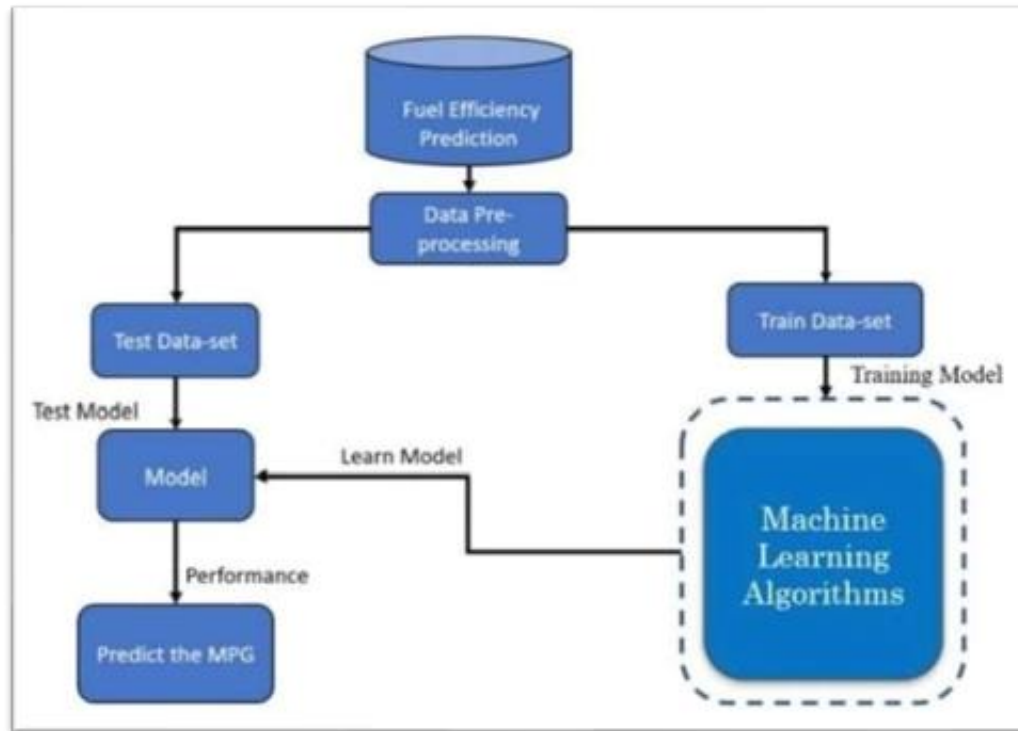 Fuel Efficiency
Prediction
Data Pre-
processing
Test Data-set
Train Data-set
Test Model
Training Model
Model
Learn Model
Machine
Learning
Algorithms
Performance
Predict the MPG